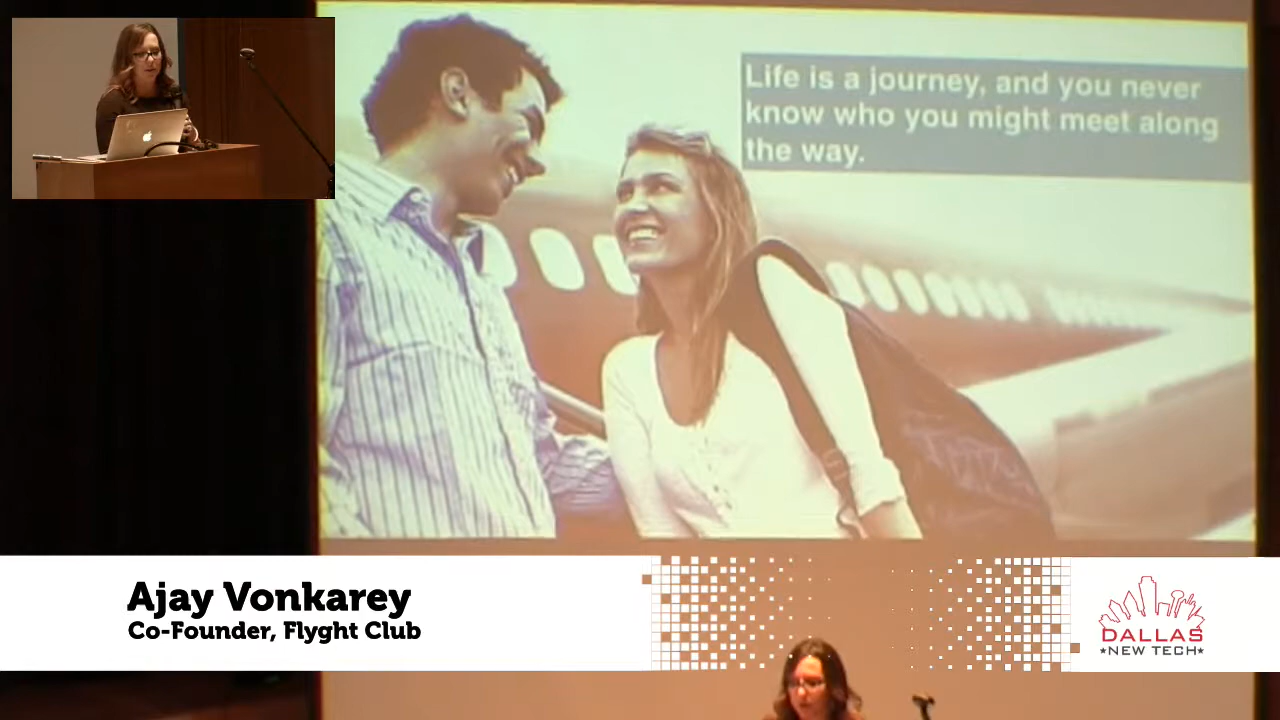 Life is a journey, and you never
know who you might meet along
the way.
Ajay Vonkarey
Co-Founder, Flyght Club
DALLAS
★NEW TECH★